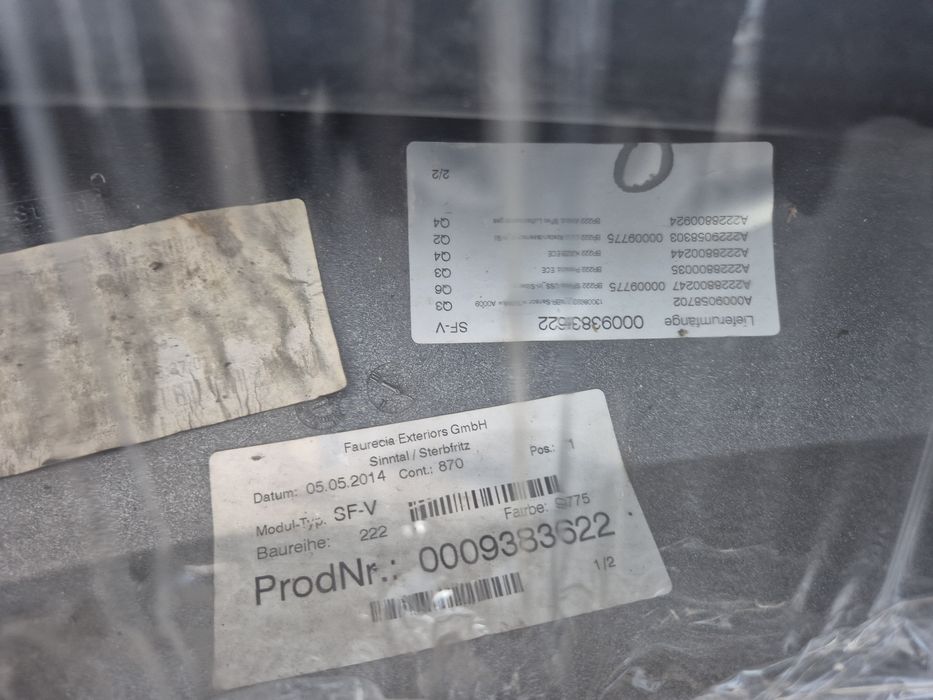 Faurecia Exteriors GmbH
Sinntal / Sterbfritz
Datum: 05.05.2014 Cont.: 870 Pos.: 1
Modul-Typ. SF-V
Baureihe: 222 Farbe: 9775
ProdNr.: 0009383622
1/2
Lieferumfänge 0009383622 SF-V
A0009058702 Q3
A2228800247 00009775 Q6
A2228800035 Q3
A2228800244 Q4
A2229058303 00009775 Q2
A2228800924 Q4
2/2
0